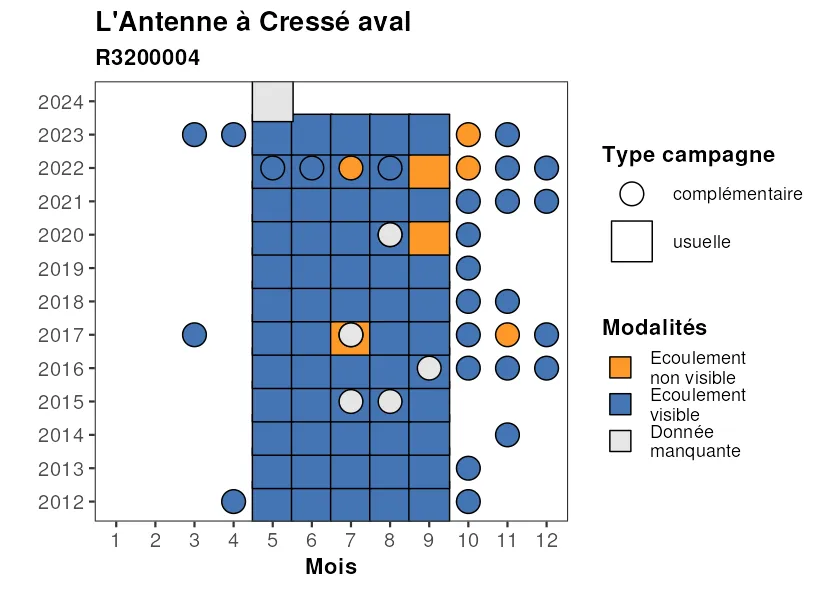 L'Antenne à Cressé aval
R3200004
2024
2023
2022
2021
2020
2019
2018
2017
2016
2015
2014
2013
2012
1 2 3 4 5 6 7 8 9 10 11 12
Mois
Type campagne
complémentaire
usuelle
Modalités
Ecoulement
non visible
Ecoulement
visible
Donnée
manquante